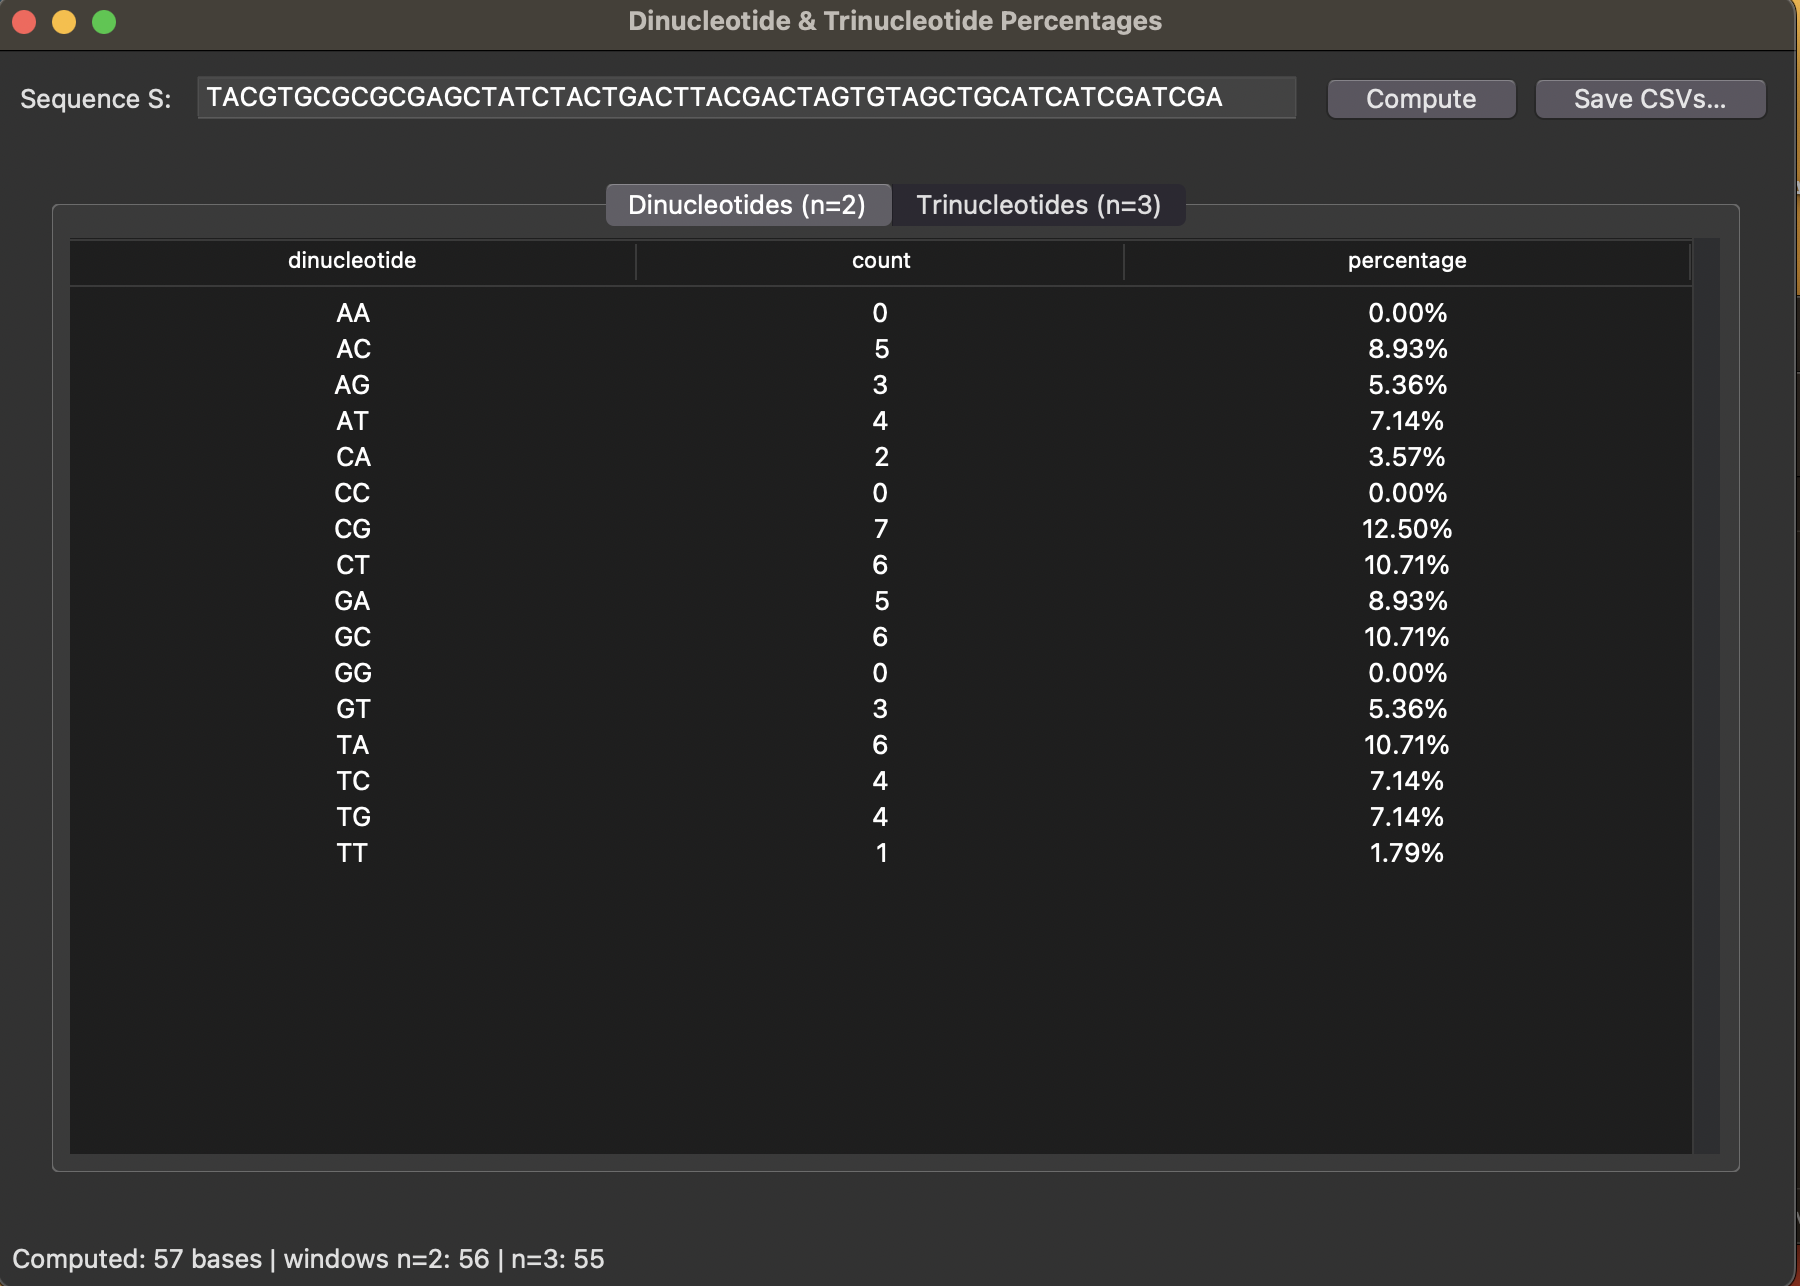 Dinucleotide & Trinucleotide Percentages
Sequence S: TACGTGCGCGCGAGCTATCTACTGACTTACGACTAGTGTAGCTGCATCATCGATCGA Compute Save CSVs...
Dinucleotides (n=2) Trinucleotides (n=3)
dinucleotide count percentage
AA 0 0.00%
AC 5 8.93%
AG 3 5.36%
AT 4 7.14%
CA 2 3.57%
CC 0 0.00%
CG 7 12.50%
CT 6 10.71%
GA 5 8.93%
GC 6 10.71%
GG 0 0.00%
GT 3 5.36%
TA 6 10.71%
TC 4 7.14%
TG 4 7.14%
TT 1 1.79%
Computed: 57 bases | windows n=2: 56 | n=3: 55